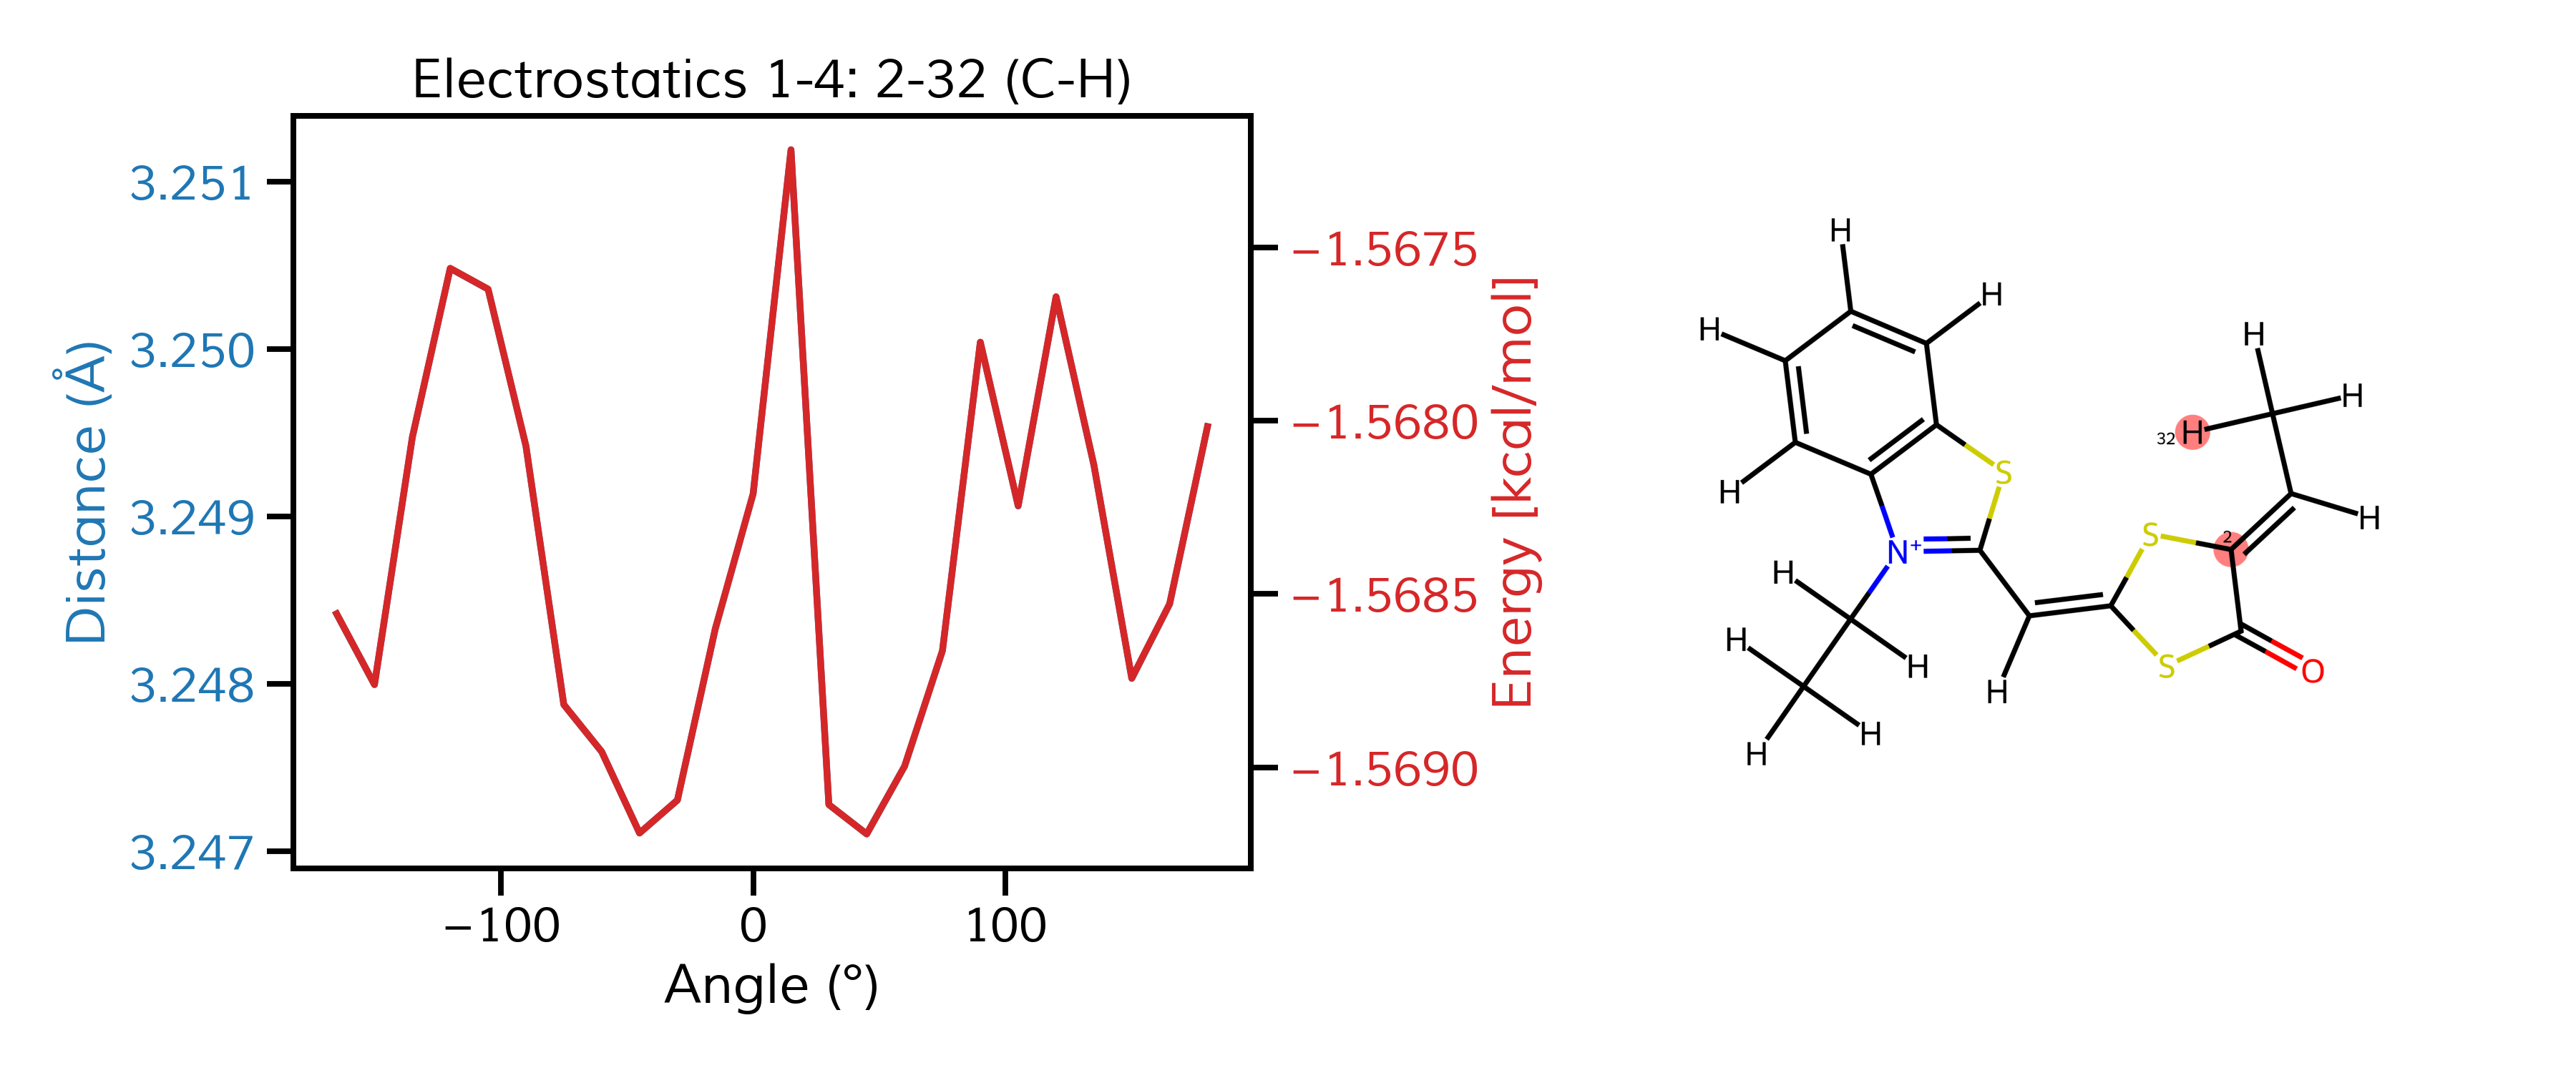 Electrostatics 1-4: 2-32 (C-H)
Distance (Å)
3.251
3.250
3.249
3.248
3.247
−100
0
100
Angle (°)
−1.5675
−1.5680
−1.5685
−1.5690
Energy [kcal/mol]
H
H
H
H
H
H
32 H
S
H
2
S
N+
H
H
H
S
O
H
H
H